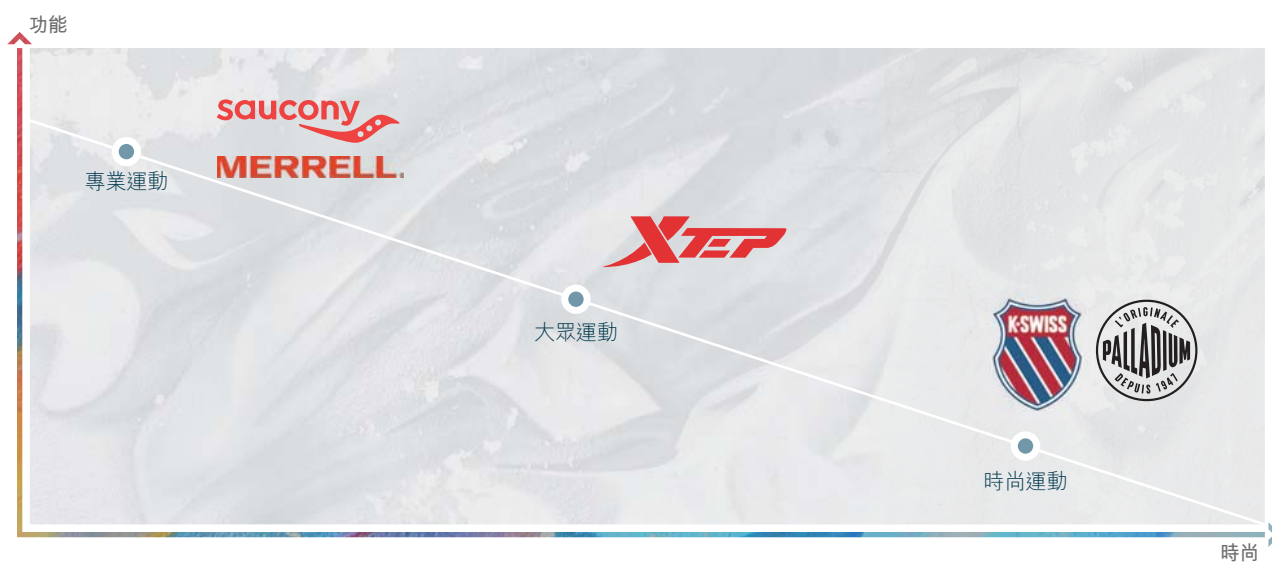 功能
saucony
MERRELL.
專業運動
XTEP
大眾運動
K·SWISS
L'ORIGINALE
PALLADIUM
DEPUIS 1947
時尚運動
時尚